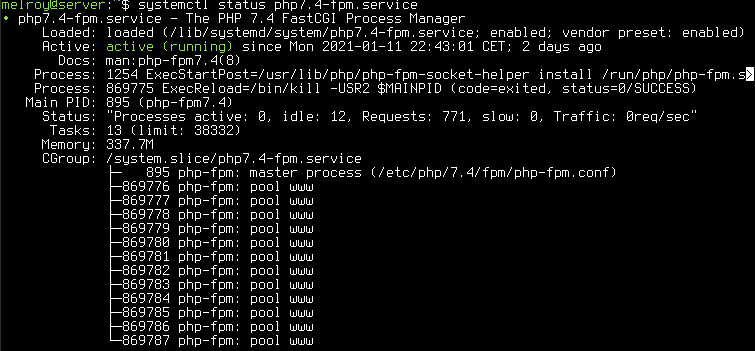 melroy@server:~$ systemctl status php7.4-fpm.service
● php7.4-fpm.service - The PHP 7.4 FastCGI Process Manager
Loaded: loaded (/lib/systemd/system/php7.4-fpm.service; enabled; vendor preset: enabled)
Active: active (running) since Mon 2021-01-11 22:43:01 CET; 2 days ago
Docs: man:php-fpm7.4(8)
Process: 1254 ExecStartPost=/usr/lib/php/php-fpm-socket-helper install /run/php/php-fpm.s>
Process: 869775 ExecReload=/bin/kill -USR2 $MAINPID (code=exited, status=0/SUCCESS)
Main PID: 895 (php-fpm7.4)
Status: "Processes active: 0, idle: 12, Requests: 771, slow: 0, Traffic: 0req/sec"
Tasks: 13 (limit: 38332)
Memory: 337.7M
CGroup: /system.slice/php7.4-fpm.service
├─ 895 php-fpm: master process (/etc/php/7.4/fpm/php-fpm.conf)
├─869776 php-fpm: pool www
├─869777 php-fpm: pool www
├─869778 php-fpm: pool www
├─869779 php-fpm: pool www
├─869780 php-fpm: pool www
├─869781 php-fpm: pool www
├─869782 php-fpm: pool www
├─869783 php-fpm: pool www
├─869784 php-fpm: pool www
├─869785 php-fpm: pool www
├─869786 php-fpm: pool www
└─869787 php-fpm: pool www